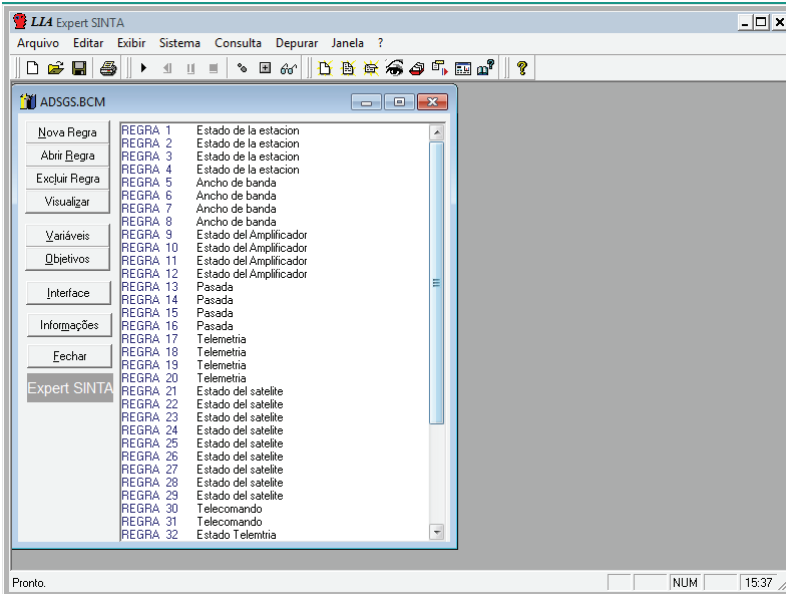 LIA Expert SINTA
Arquivo Editar Exibir Sistema Consulta Depurar Janela ?
ADSGS.BCM
Nova Regra
Abrir Regra
Excluir Regra
Visualizar
Variáveis
Objetivos
Interface
Informações
Fechar
Expert SINTA
REGRA 1 Estado de la estacion
REGRA 2 Estado de la estacion
REGRA 3 Estado de la estacion
REGRA 4 Estado de la estacion
REGRA 5 Ancho de banda
REGRA 6 Ancho de banda
REGRA 7 Ancho de banda
REGRA 8 Ancho de banda
REGRA 9 Estado del Amplificador
REGRA 10 Estado del Amplificador
REGRA 11 Estado del Amplificador
REGRA 12 Estado del Amplificador
REGRA 13 Pasada
REGRA 14 Pasada
REGRA 15 Pasada
REGRA 16 Pasada
REGRA 17 Telemetria
REGRA 18 Telemetria
REGRA 19 Telemetria
REGRA 20 Telemetria
REGRA 21 Estado del satelite
REGRA 22 Estado del satelite
REGRA 23 Estado del satelite
REGRA 24 Estado del satelite
REGRA 25 Estado del satelite
REGRA 26 Estado del satelite
REGRA 27 Estado del satelite
REGRA 28 Estado del satelite
REGRA 29 Estado del satelite
REGRA 30 Telecomando
REGRA 31 Telecomando
REGRA 32 Estado Telemtria
Pronto.
NUM
15:37